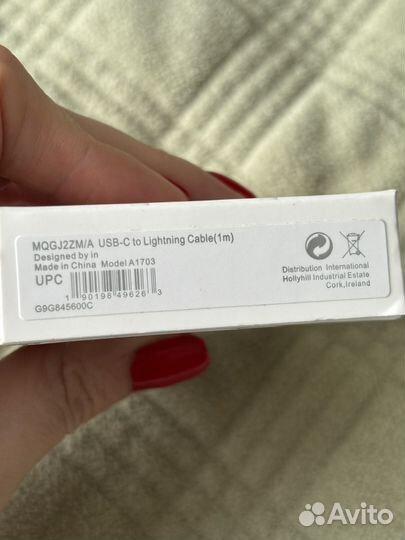 MQGJ2ZM/A USB-C to Lightning Cable(1m)
Designed by in
Made in China Model A1703
UPC
1 90196 49626 3
G9G845600C
Distribution International
Hollyhill Industrial Estate
Cork,Ireland
Avito